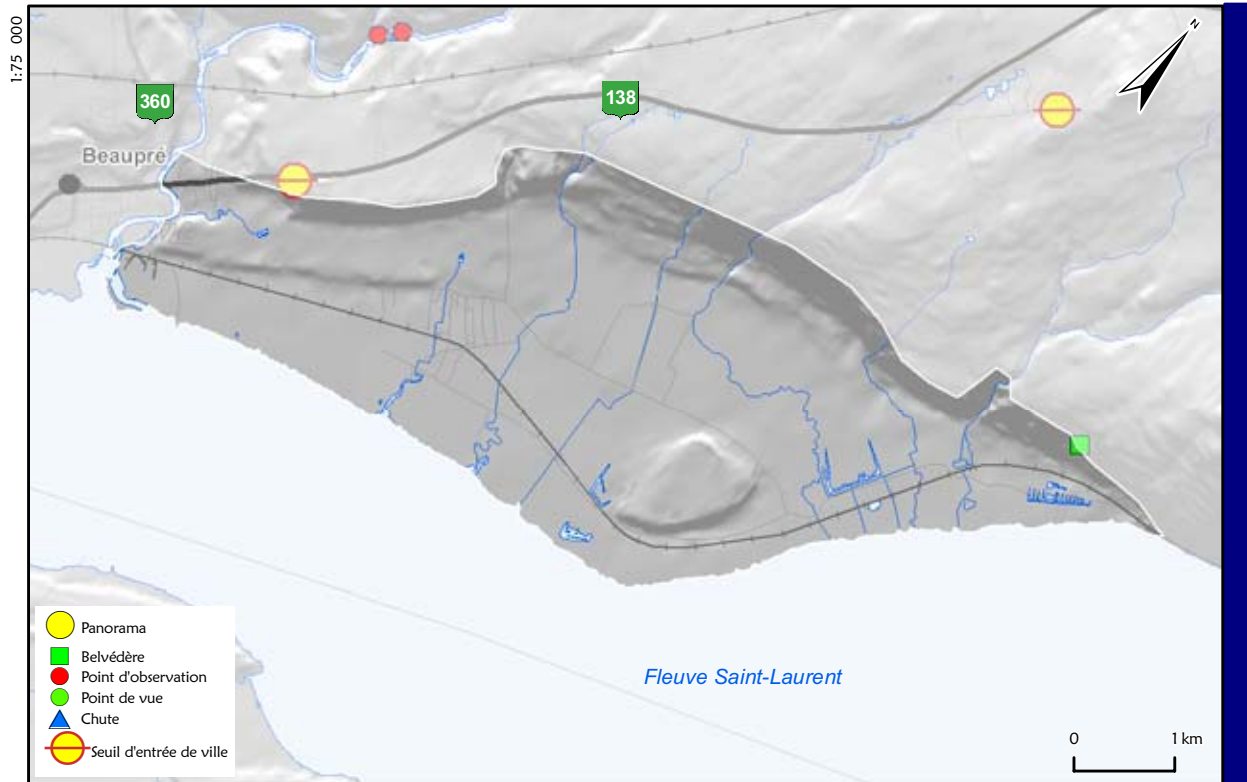 1:75 000
N
360
138
Beaupré
Fleuve Saint-Laurent
Panorama
Belvédère
Point d'observation
Point de vue
Chute
Seuil d'entrée de ville
0 1 km